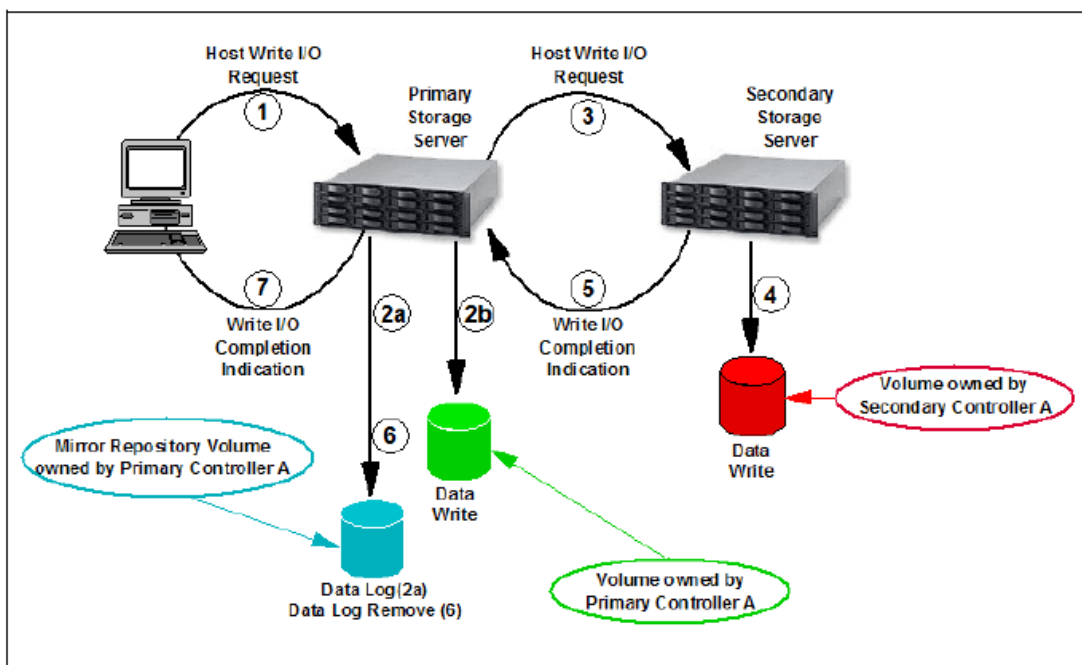 Host Write I/O
Request
1
Primary
Storage
Server
Host Write I/O
Request
3
Secondary
Storage
Server
7
Write I/O
Completion
Indication
2a
2b
5
Write I/O
Completion
Indication
4
Mirror Repository Volume
owned by Primary Controller A
6
Data
Write
Data
Write
Volume owned by
Secondary Controller A
Data Log(2a)
Data Log Remove (6)
Volume owned by
Primary Controller A